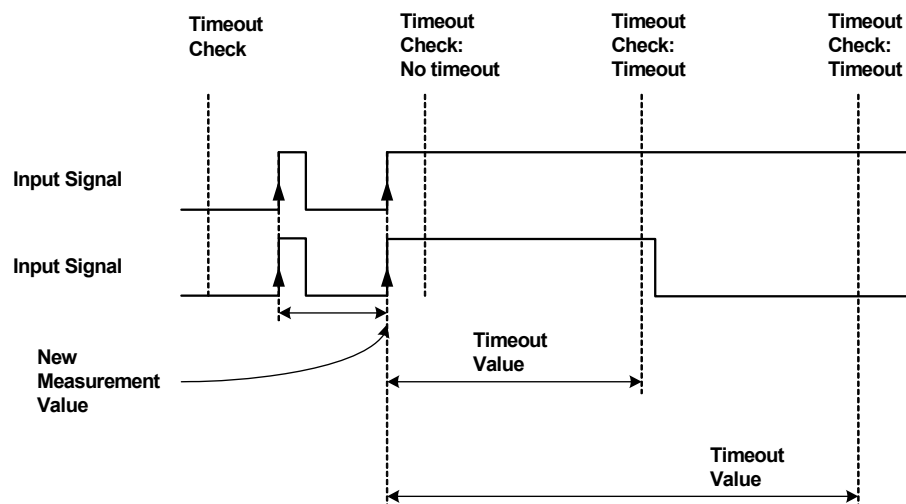 Timeout
Check
Timeout
Check:
No timeout
Timeout
Check:
Timeout
Timeout
Check:
Timeout
Input Signal
Input Signal
New
Measurement
Value
Timeout
Value
Timeout
Value